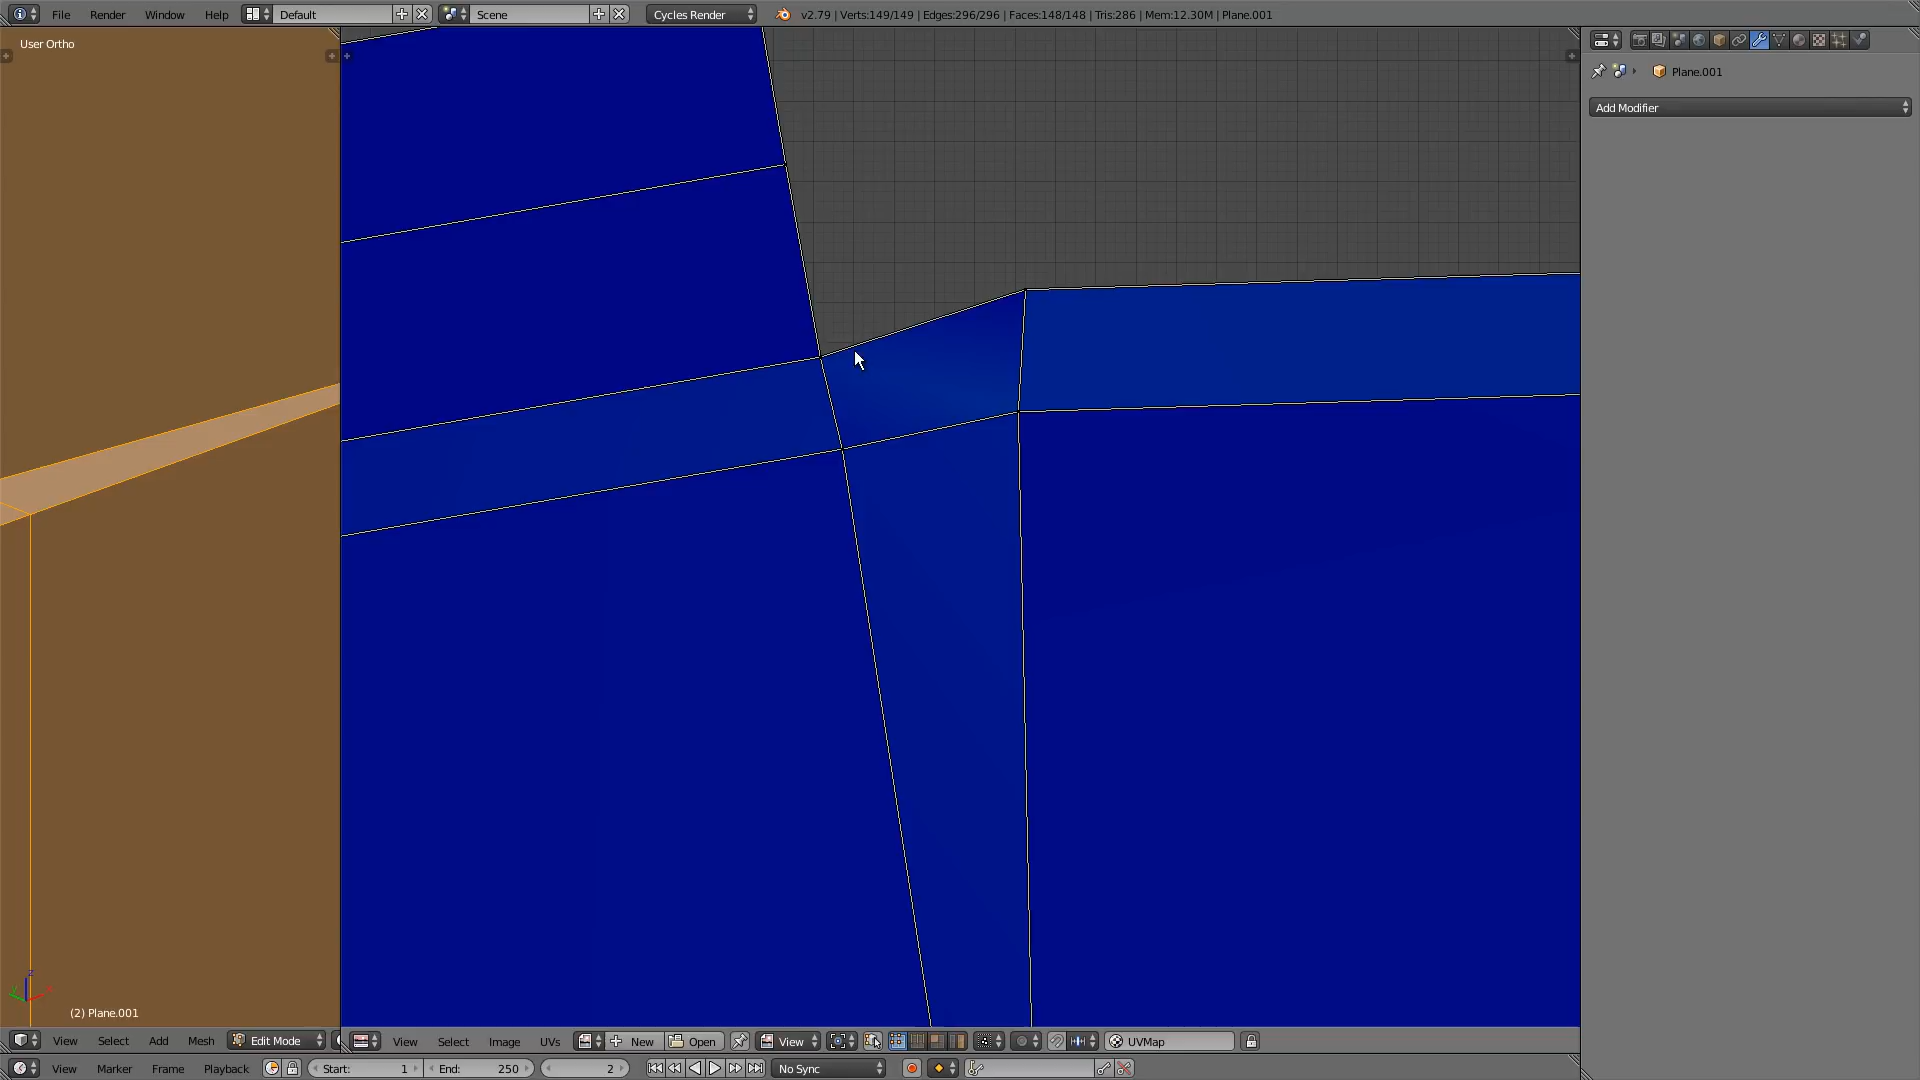 File Render Window Help Default Scene Cycles Render v2.79 | Verts:149/149 | Edges:296/296 | Faces:148/148 | Tris:286 | Mem:12.30M | Plane.001
User Ortho
Plane.001
Add Modifier
(2) Plane.001
View Select Add Mesh Edit Mode View Select Image UVs New Open View UVMap
View Marker Frame Playback Start: 1 End: 250 2 No Sync